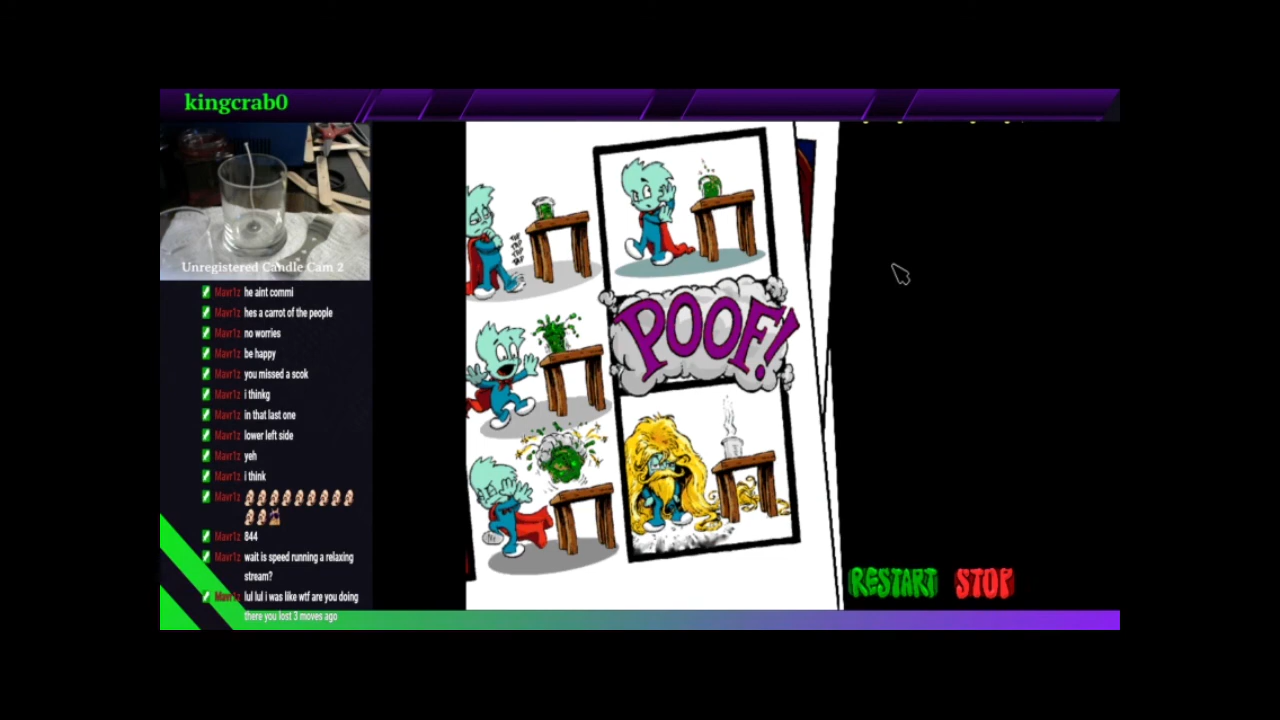 kingcrab0
Unregistered Candle Cam 2
Mavr1z he aint commi
Mavr1z hes a carrot of the people
Mavr1z no worries
Mavr1z be happy
Mavr1z you missed a scok
Mavr1z i thinkg
Mavr1z in that last one
Mavr1z lower left side
Mavr1z yeh
Mavr1z i think
Mavr1z
Mavr1z 844
Mavr1z wait is speed running a relaxing
stream?
Mavr1z lul lul i was like wtf are you doing
there you lost 3 moves ago
POOF!
RESTART STOP